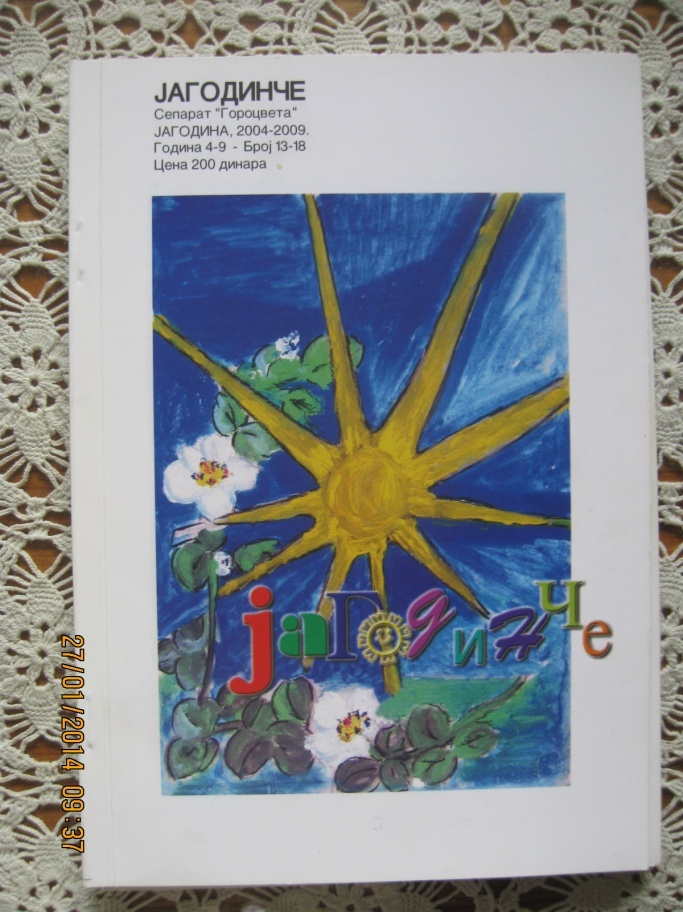 ЈАГОДИНЧЕ
Сепарат "Гороцвета"
ЈАГОДИНА, 2004-2009.
Година 4-9 - Број 13-18
Цена 200 динара
јаГодинЧе
27/01/2014 09:37